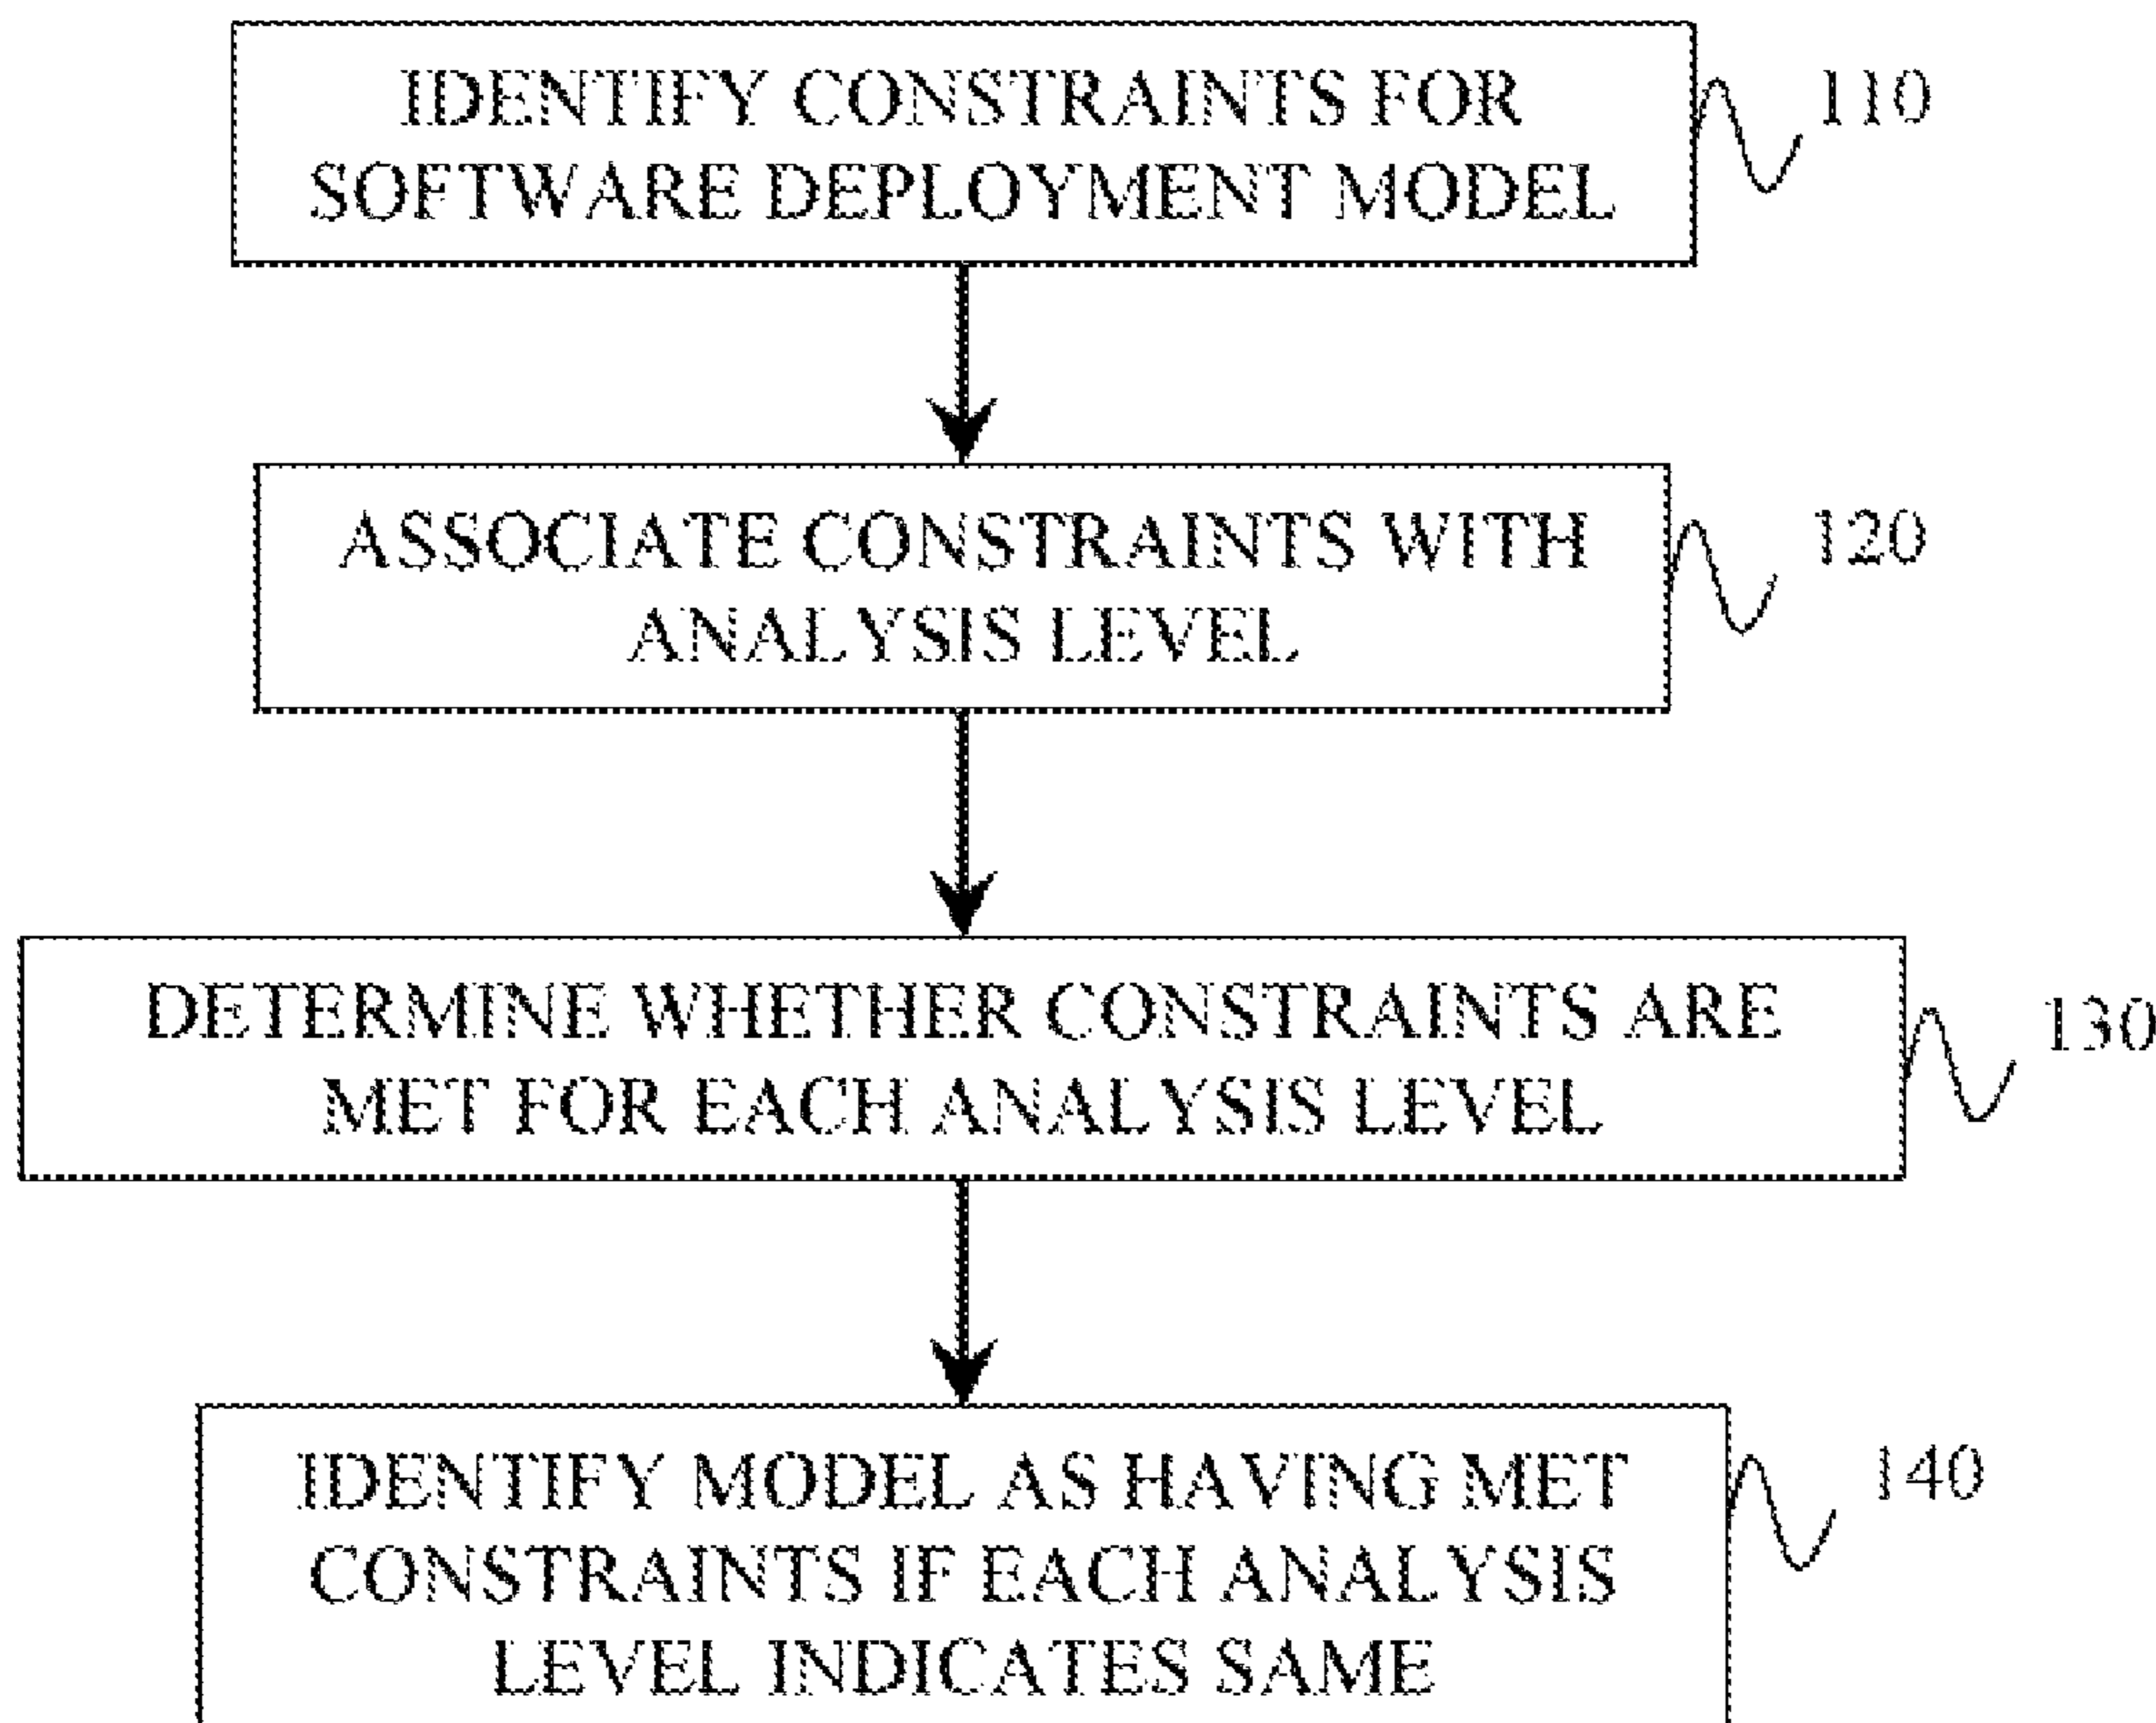 IDENTIFY CONSTRAINTS FOR
SOFTWARE DEPLOYMENT MODEL
110
ASSOCIATE CONSTRAINTS WITH
ANALYSIS LEVEL
120
DETERMINE WHETHER CONSTRAINTS ARE
MET FOR EACH ANALYSIS LEVEL
130
IDENTIFY MODEL AS HAVING MET
CONSTRAINTS IF EACH ANALYSIS
LEVEL INDICATES SAME
140